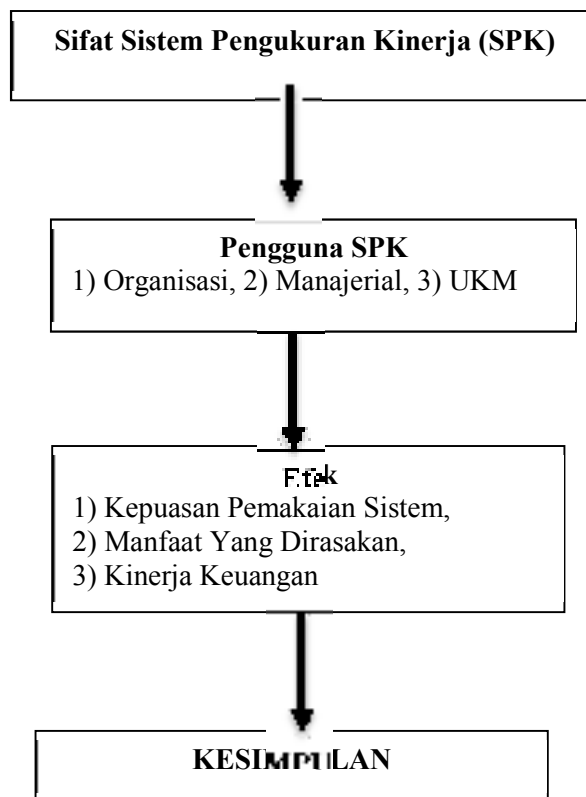 Sifat Sistem Pengukuran Kinerja (SPK)
Pengguna SPK
1) Organisasi, 2) Manajerial, 3) UKM
Efek
1) Kepuasan Pemakaian Sistem,
2) Manfaat Yang Dirasakan,
3) Kinerja Keuangan
KESIMPULAN